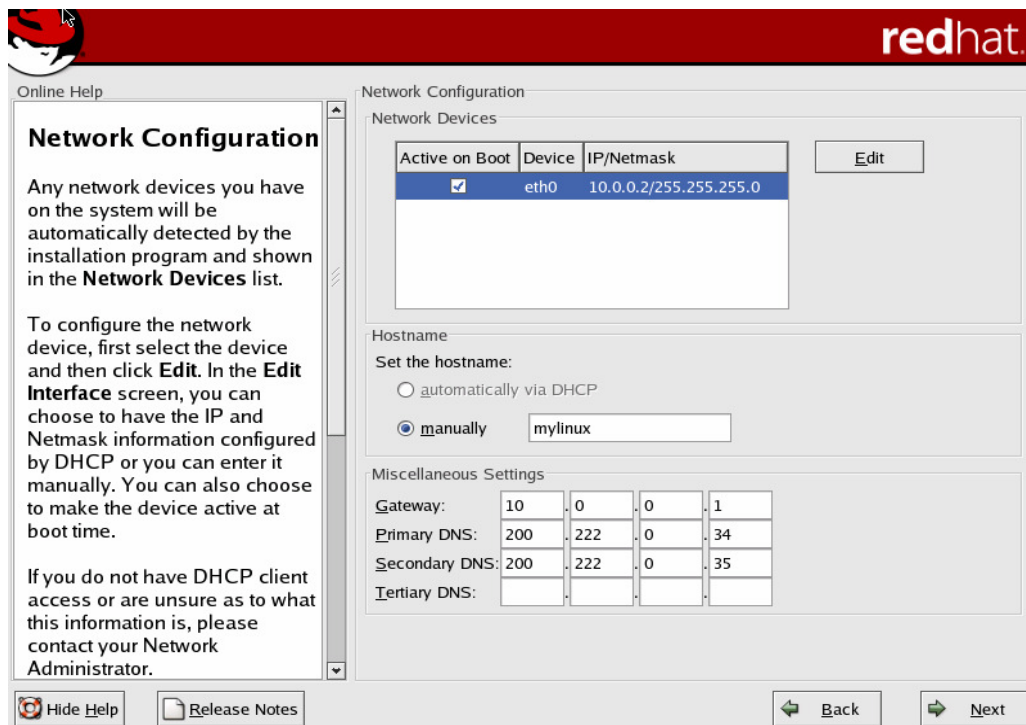 redhat.
Online Help
Network Configuration
Any network devices you have
on the system will be
automatically detected by the
installation program and shown
in the Network Devices list.
To configure the network
device, first select the device
and then click Edit. In the Edit
Interface screen, you can
choose to have the IP and
Netmask information configured
by DHCP or you can enter it
manually. You can also choose
to make the device active at
boot time.
If you do not have DHCP client
access or are unsure as to what
this information is, please
contact your Network
Administrator.
Network Configuration
Network Devices
Active on Boot Device IP/Netmask
eth0 10.0.0.2/255.255.255.0
Edit
Hostname
Set the hostname:
automatically via DHCP
manually mylinux
Miscellaneous Settings
Gateway: 10 . 0 . 0 . 1
Primary DNS: 200 . 222 . 0 . 34
Secondary DNS: 200 . 222 . 0 . 35
Tertiary DNS: . . .
Hide Help Release Notes Back Next